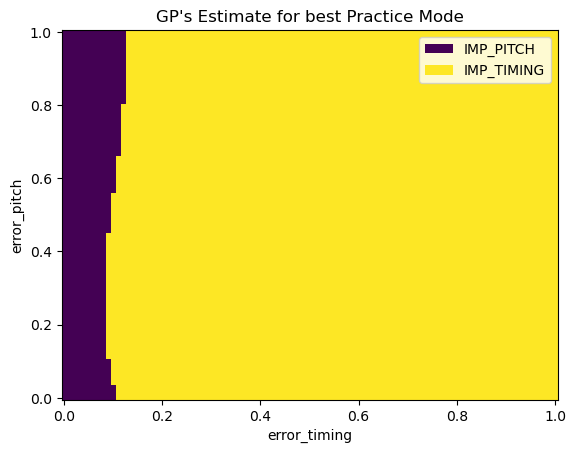 GP's Estimate for best Practice Mode
IMP_PITCH
IMP_TIMING
error_pitch
1.0
0.8
0.6
0.4
0.2
0.0
0.0 0.2 0.4 0.6 0.8 1.0
error_timing